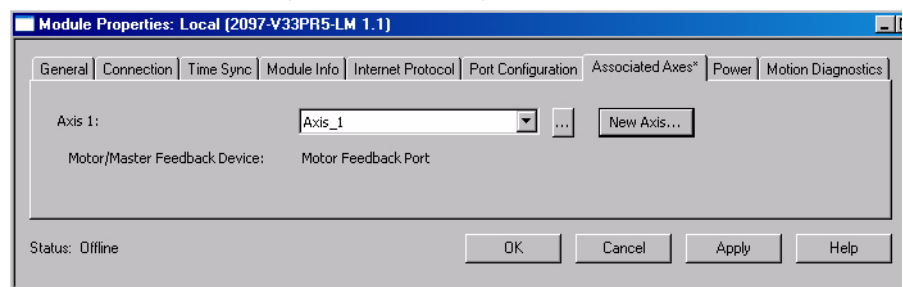 Module Properties: Local (2097-V33PR5-LM 1.1)
General Connection Time Sync Module Info Internet Protocol Port Configuration Associated Axes* Power Motion Diagnostics
Axis 1: Axis_1 ... New Axis...
Motor/Master Feedback Device: Motor Feedback Port
Status: Offline OK Cancel Apply Help